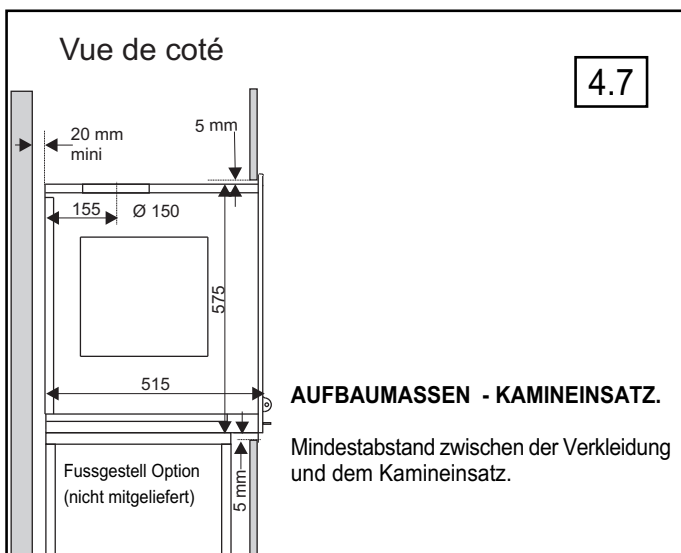 Vue de coté
4.7
5 mm
20 mm
mini
155
Ø 150
575
515
AUFBAUMASSEN - KAMINEINSATZ.
Mindestabstand zwischen der Verkleidung
und dem Kamineinsatz.
Fussgestell Option
(nicht mitgeliefert)
5 mm